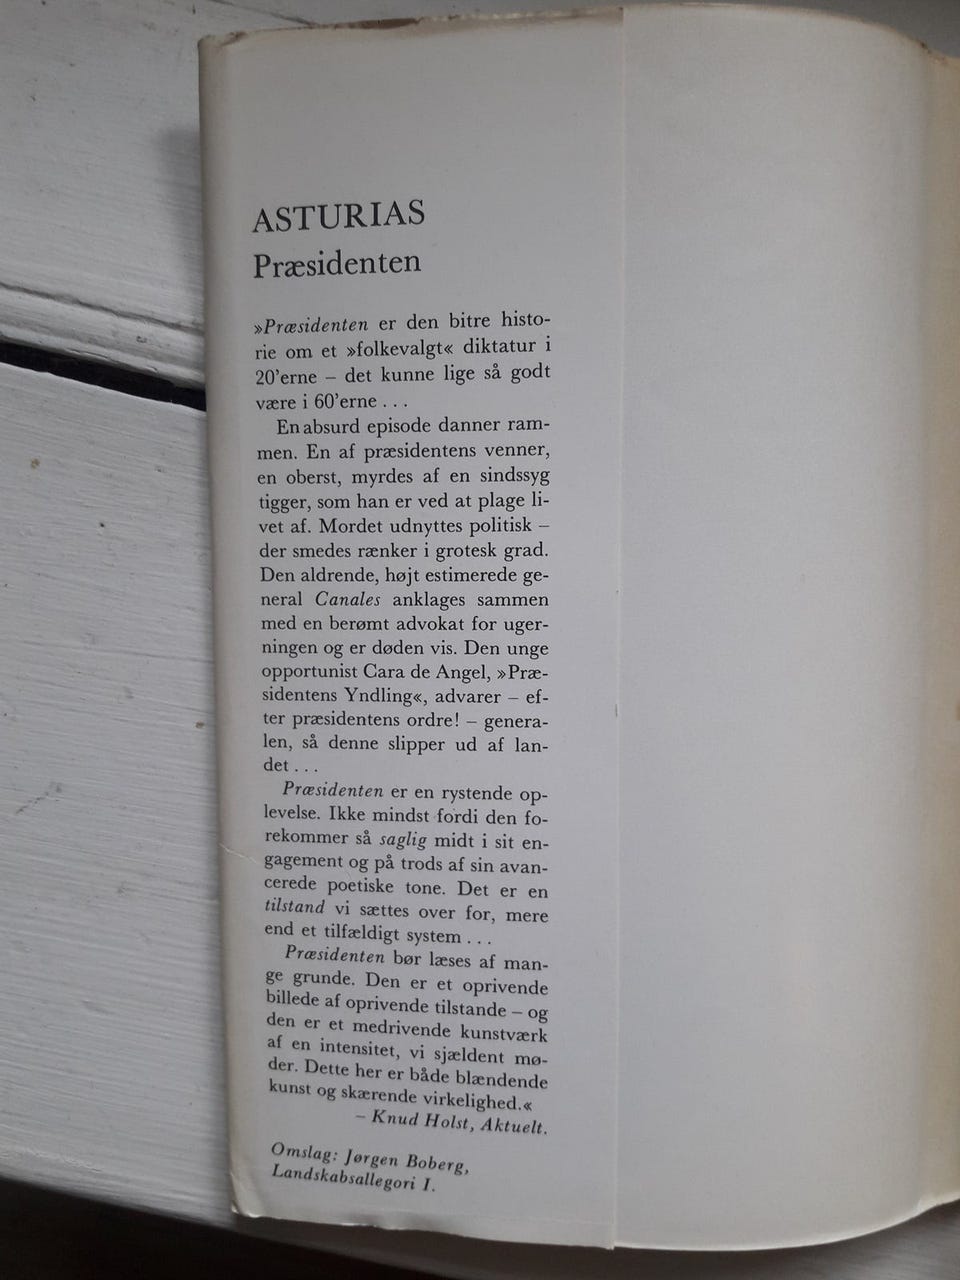 ASTURIAS
Præsidenten
»Præsidenten er den bitre histo-
rie om et »folkevalgt« diktatur i
20'erne – det kunne lige så godt
være i 60'erne . . .
En absurd episode danner ram-
men. En af præsidentens venner,
en oberst, myrdes af en sindssyg
tigger, som han er ved at plage li-
vet af. Mordet udnyttes politisk –
der smedes rænker i grotesk grad.
Den aldrende, højt estimerede ge-
neral Canales anklages sammen
med en berømt advokat for uger-
ningen og er døden vis. Den unge
opportunist Cara de Angel, »Præ-
sidentens Yndling«, advarer – ef-
ter præsidentens ordre! – genera-
len, så denne slipper ud af lan-
det . . .
Præsidenten er en rystende op-
levelse. Ikke mindst fordi den fo-
rekommer så saglig midt i sit en-
gagement og på trods af sin avan-
cerede poetiske tone. Det er en
tilstand vi sættes over for, mere
end et tilfældigt system . . .
Præsidenten bør læses af man-
ge grunde. Den er et oprivende
billede af oprivende tilstande – og
den er et medrivende kunstværk
af en intensitet, vi sjældent mø-
der. Dette her er både blændende
kunst og skærende virkelighed.«
– Knud Holst, Aktuelt.
Omslag: Jørgen Boberg,
Landskabsallegori I.